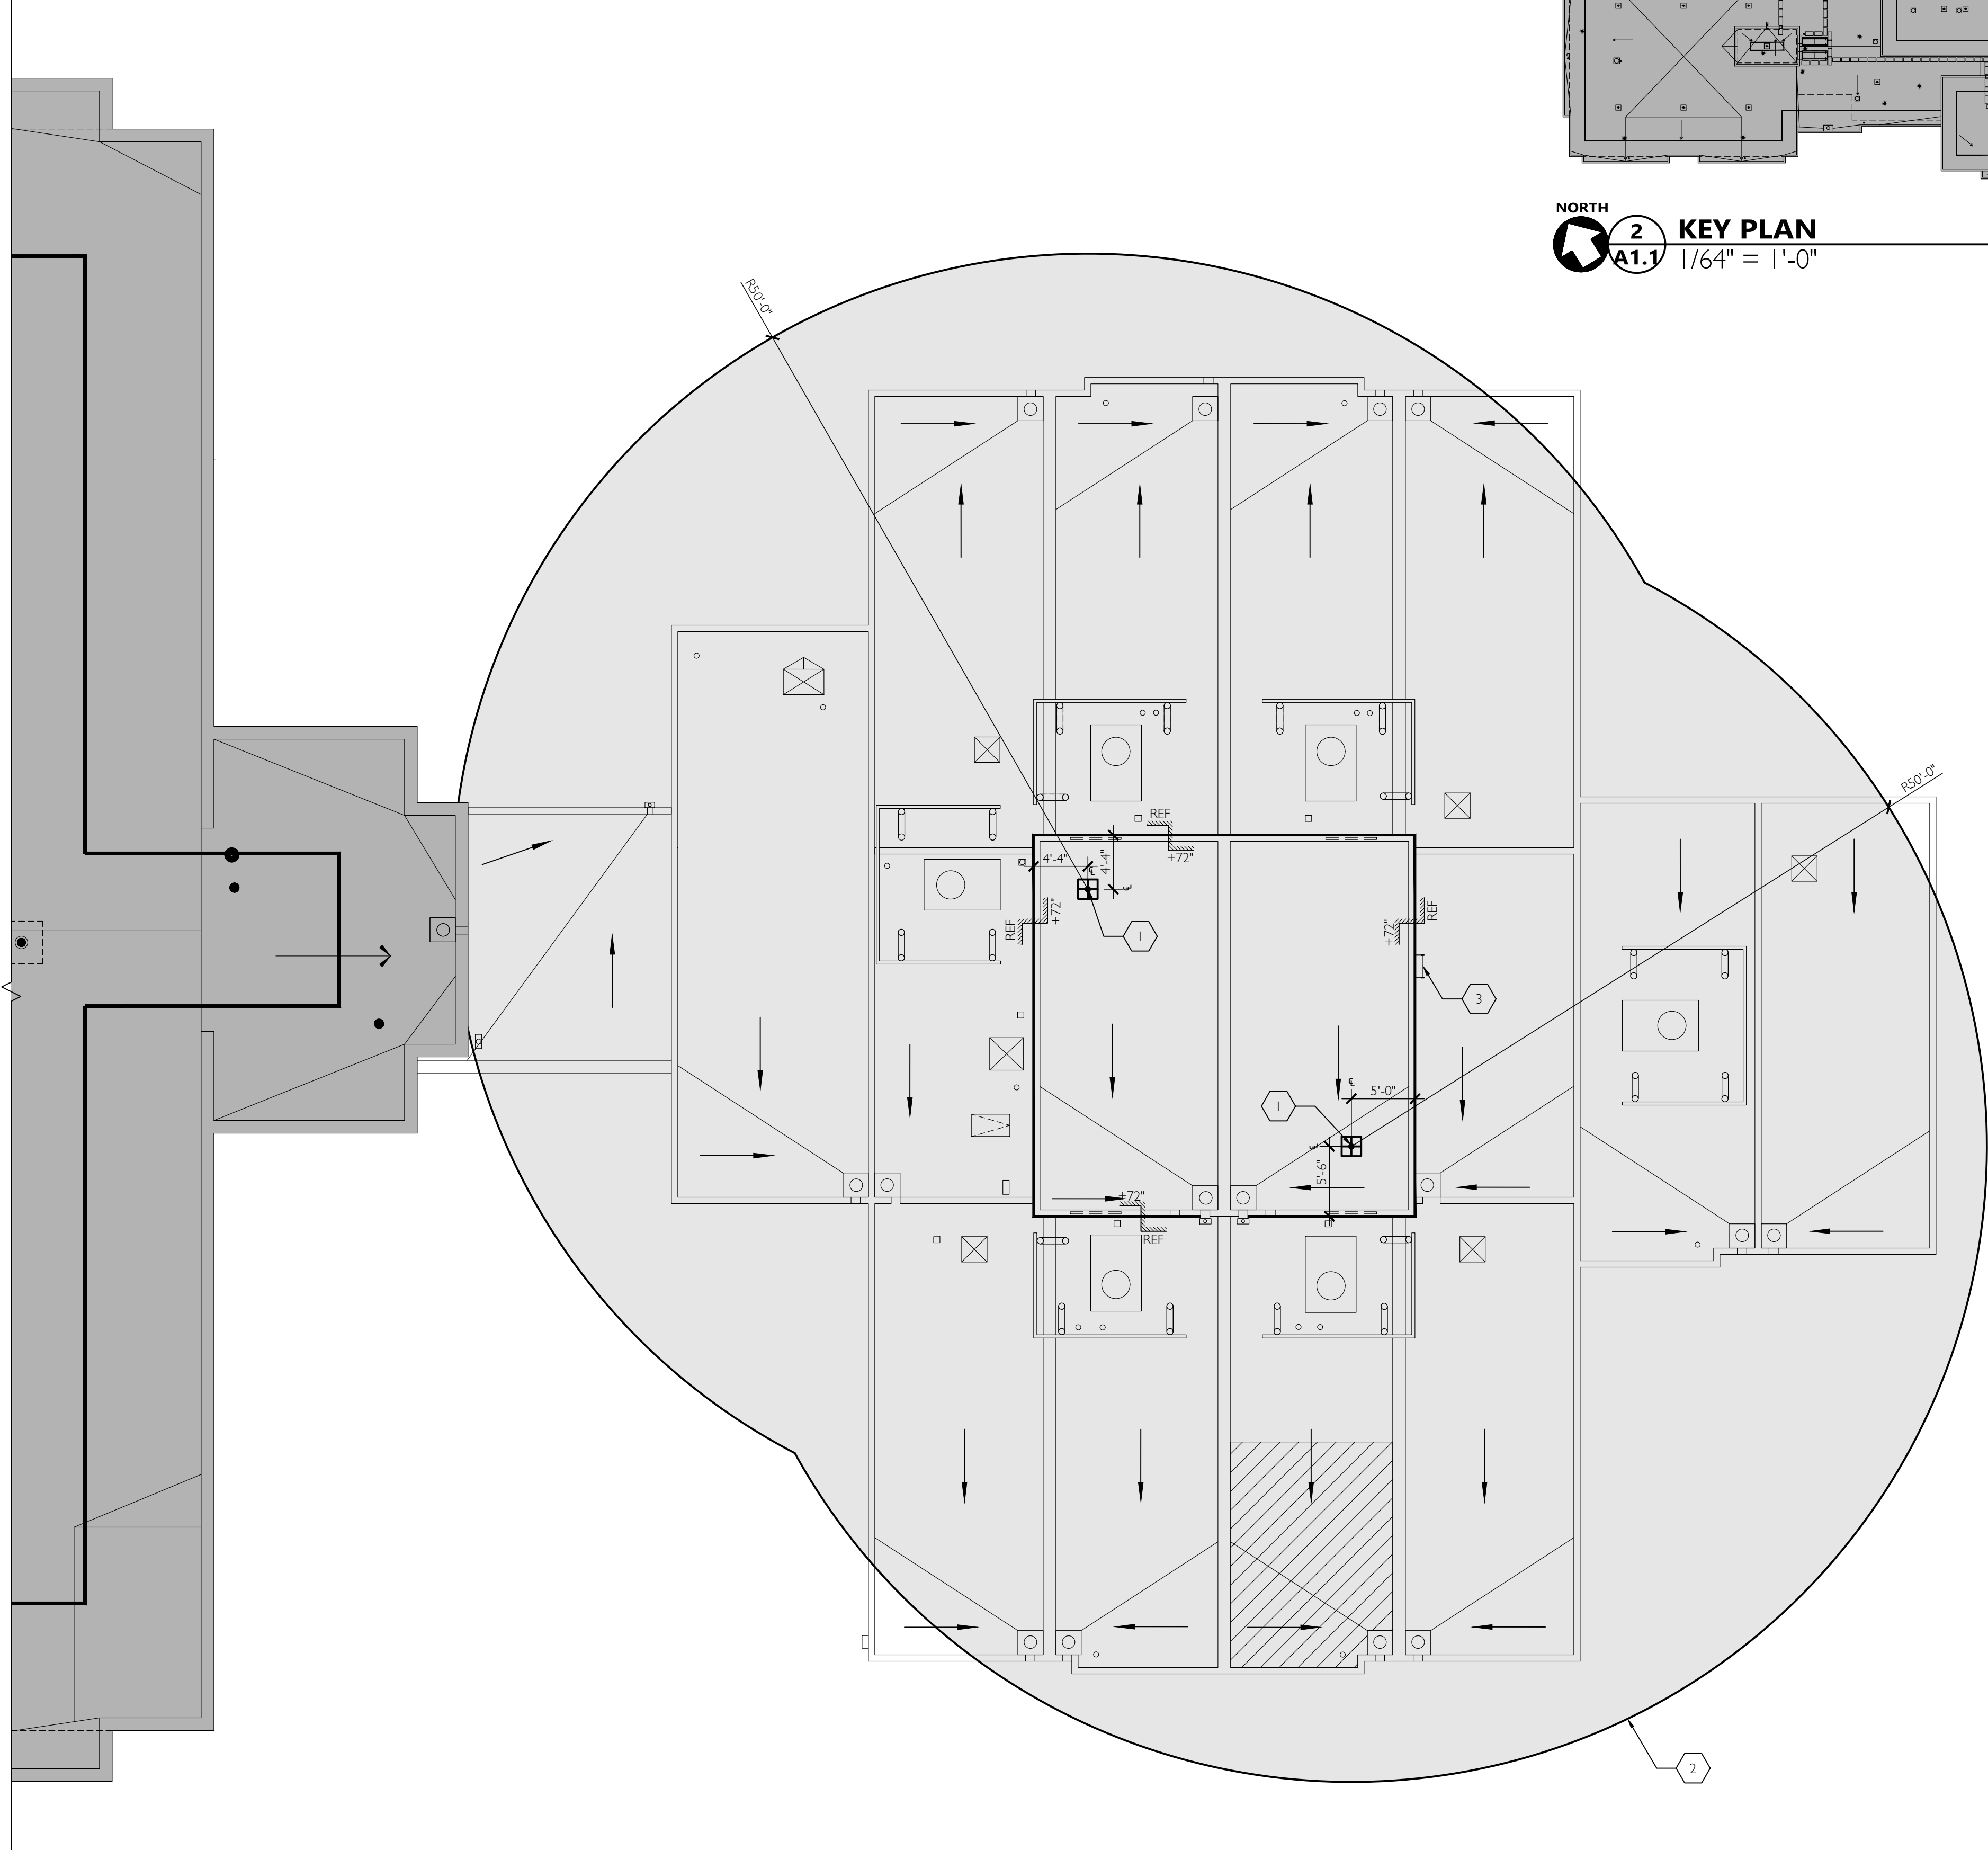 NORTH
2
A1.1
KEY PLAN
1/64" = 1'-0"
R50'-0"
R50'-0"
REF
+72"
4'-4"
4'-4"
REF
+72"
+72"
REF
1
3
1
5'-0"
5'-6"
+72"
REF
2